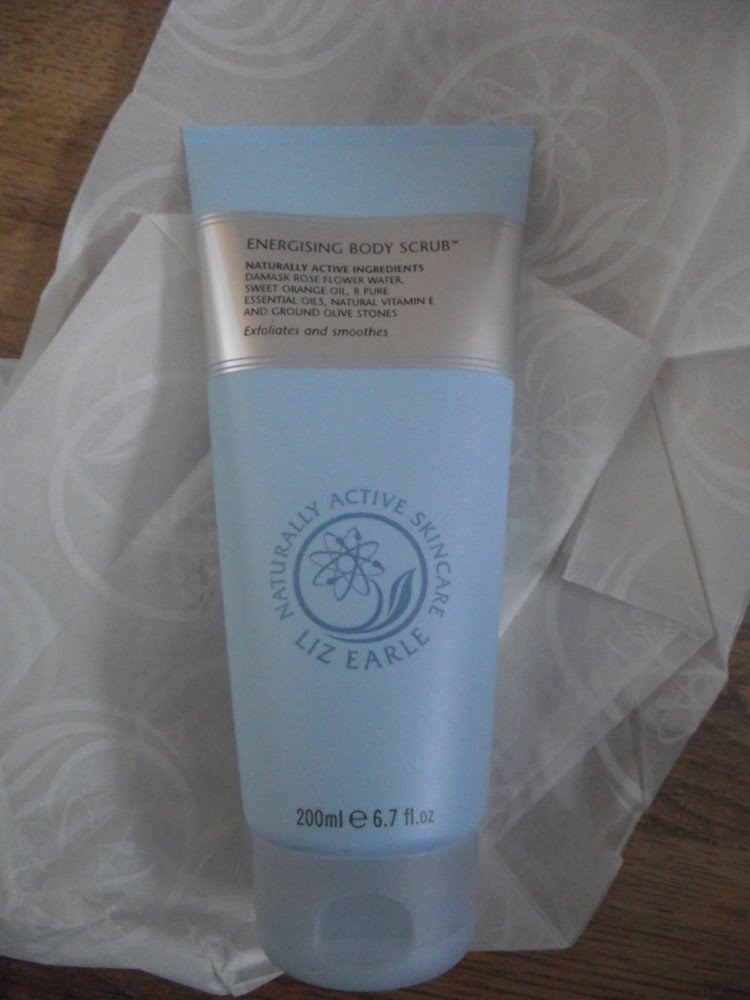 ENERGISING BODY SCRUB™
NATURALLY ACTIVE INGREDIENTS
DAMASK ROSE FLOWER WATER,
SWEET ORANGE OIL, 8 PURE
ESSENTIAL OILS, NATURAL VITAMIN E
AND GROUND OLIVE STONES
Exfoliates and smoothes
NATURALLY ACTIVE SKINCARE
LIZ EARLE
200ml ℮ 6.7 fl.oz